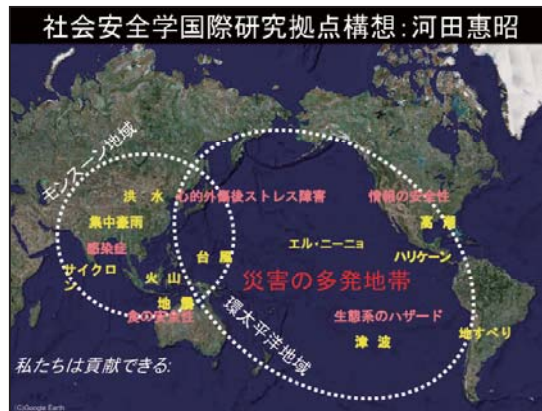 社会安全学国際研究拠点構想:河田惠昭
モンスーン地域
洪 水
心的外傷後ストレス障害
情報の安全性
集中豪雨
高 潮
感染症
エル・ニーニョ
台 風
ハリケーン
サイクロン
火 山
災害の多発地帯
地 震
食の安全性
環太平洋地域
生態系のハザード
地すべり
津 波
私たちは貢献できる:
(C)Google Earth